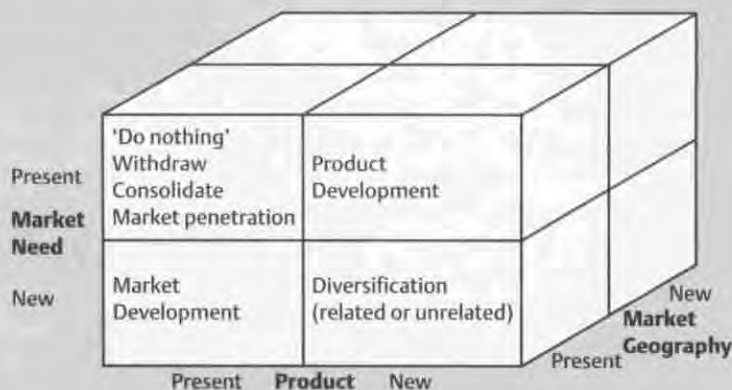 'Do nothing'
Withdraw
Consolidate
Market penetration
Product
Development
Present
Market
Need
New
Market
Development
Diversification
(related or unrelated)
New
Market
Geography
Present
Present Product New